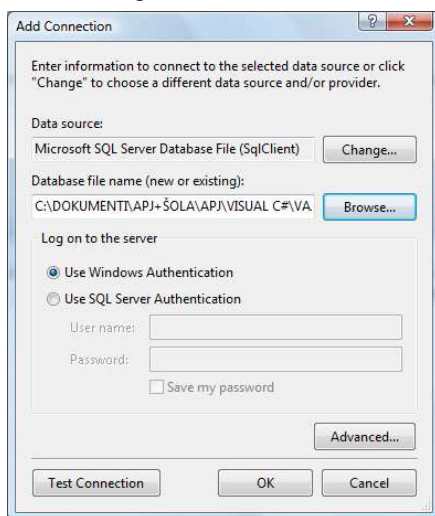 Add Connection
Enter information to connect to the selected data source or click
"Change" to choose a different data source and/or provider.
Data source:
Microsoft SQL Server Database File (SqlClient) Change...
Database file name (new or existing):
C:\DOKUMENTI\APJ+ŠOLA\APJ\VISUAL C#\VA Browse...
Log on to the server
Use Windows Authentication
Use SQL Server Authentication
User name:
Password:
Save my password
Advanced...
Test Connection OK Cancel